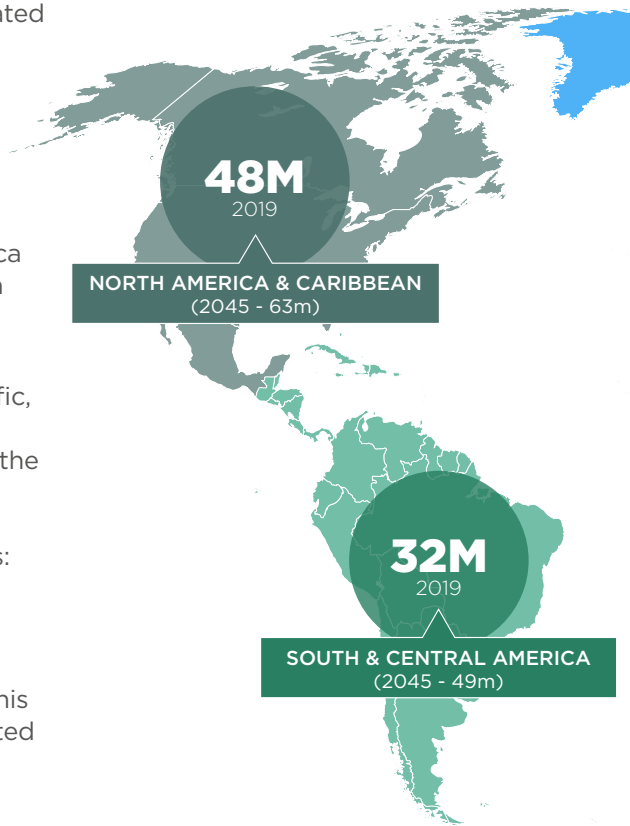 nted
48M
2019
ca
NORTH AMERICA & CARIBBEAN
(2045 - 63m)
fic,
the
s:
32M
2019
SOUTH & CENTRAL AMERICA
(2045 - 49m)
his
ted